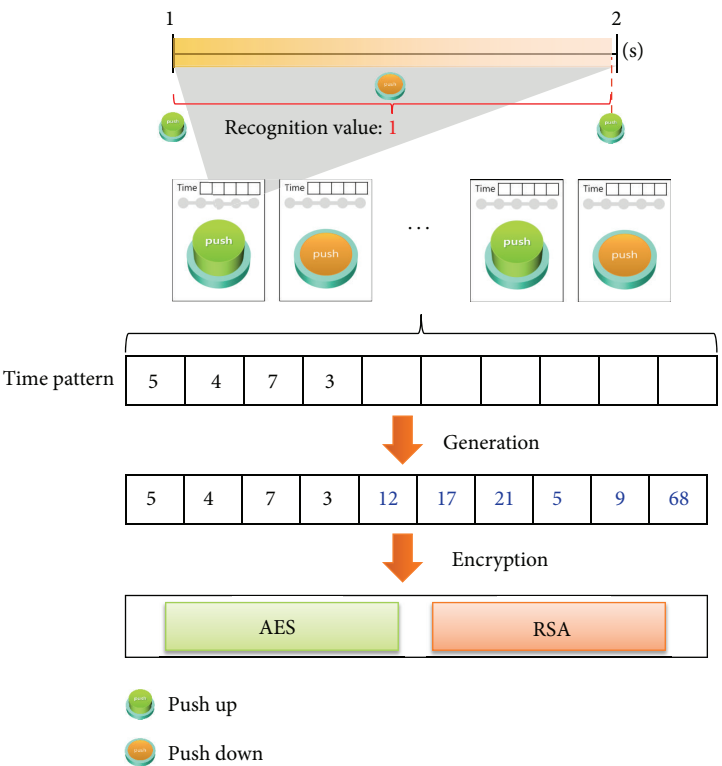 1 2
(s)
push
push push
Recognition value: 1
Time Time Time Time
push push push push
...
Time pattern 5 4 7 3
Generation
5 4 7 3 12 17 21 5 9 68
Encryption
AES RSA
push Push up
push Push down